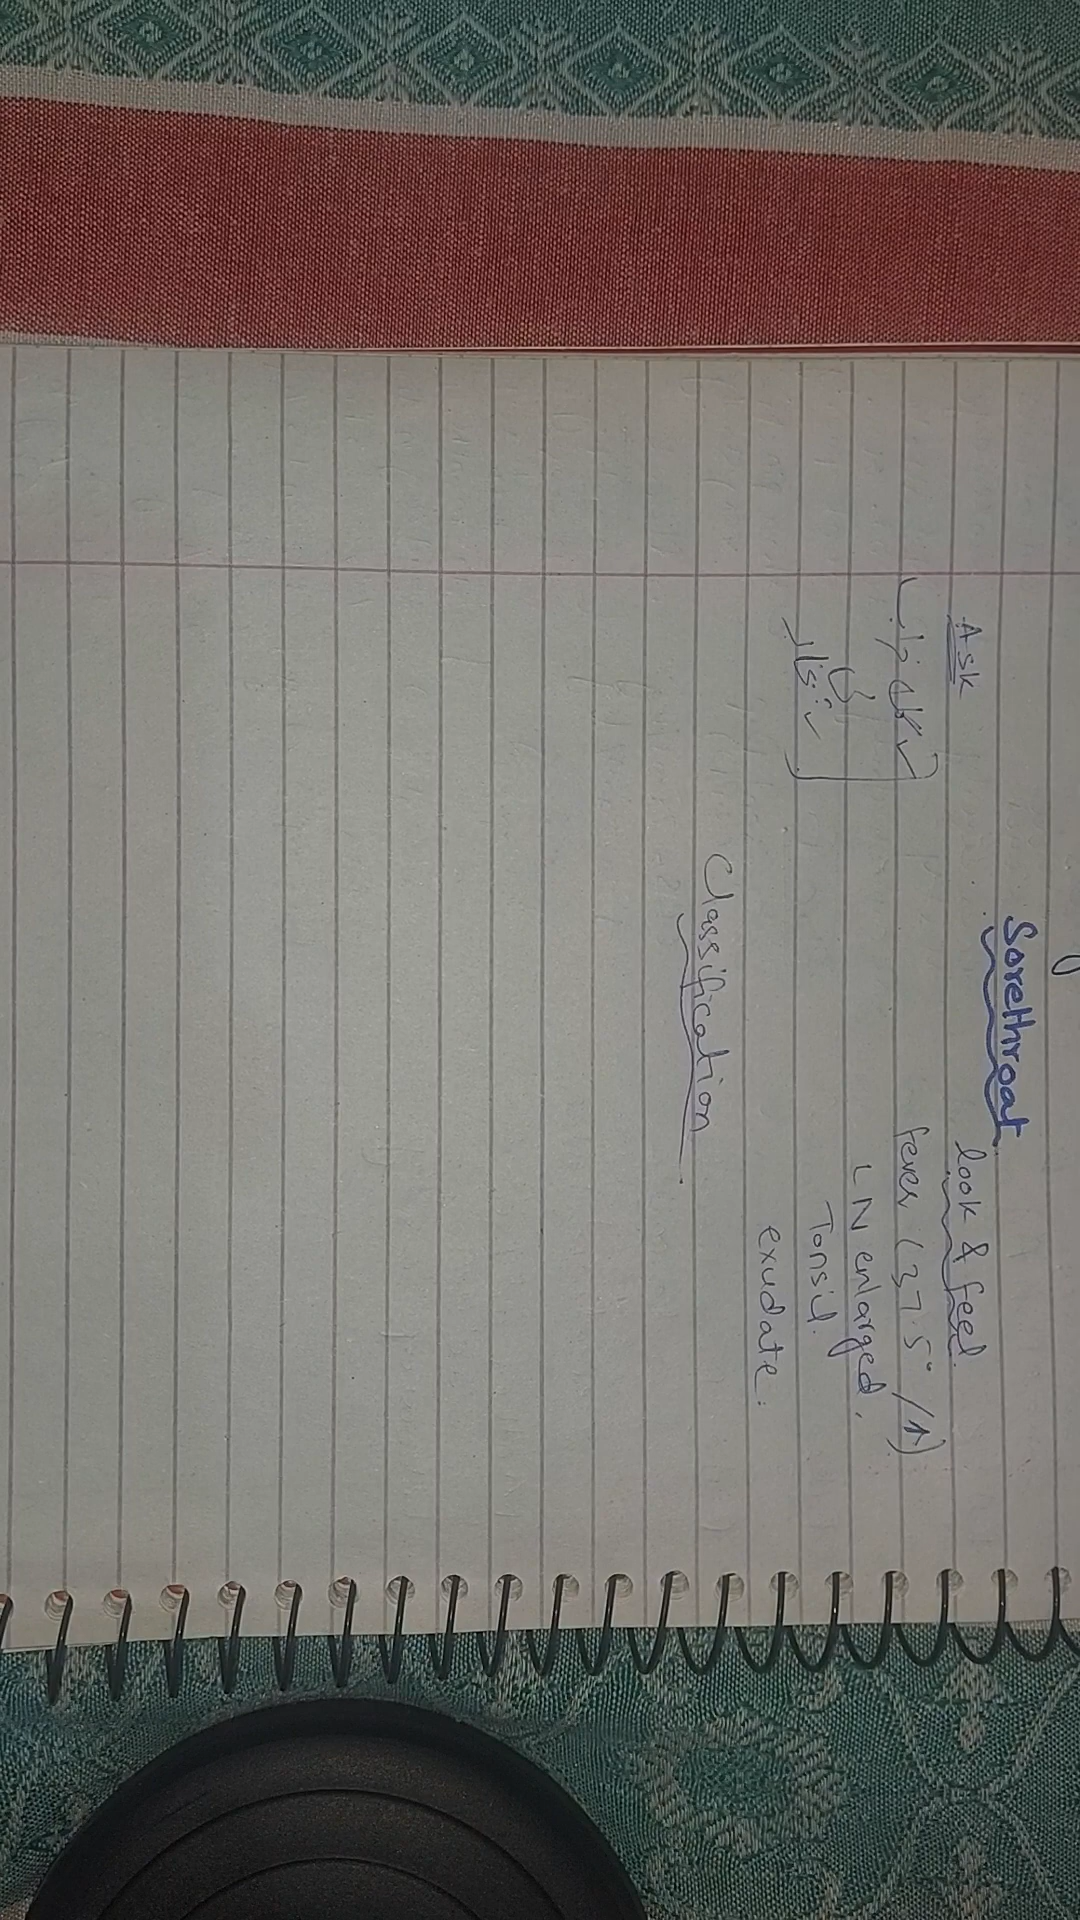 Sorethroat
Ask
look & feel.
fever (37.5° /↑)
LN enlarged,
Tonsil.
exudate.
Classification